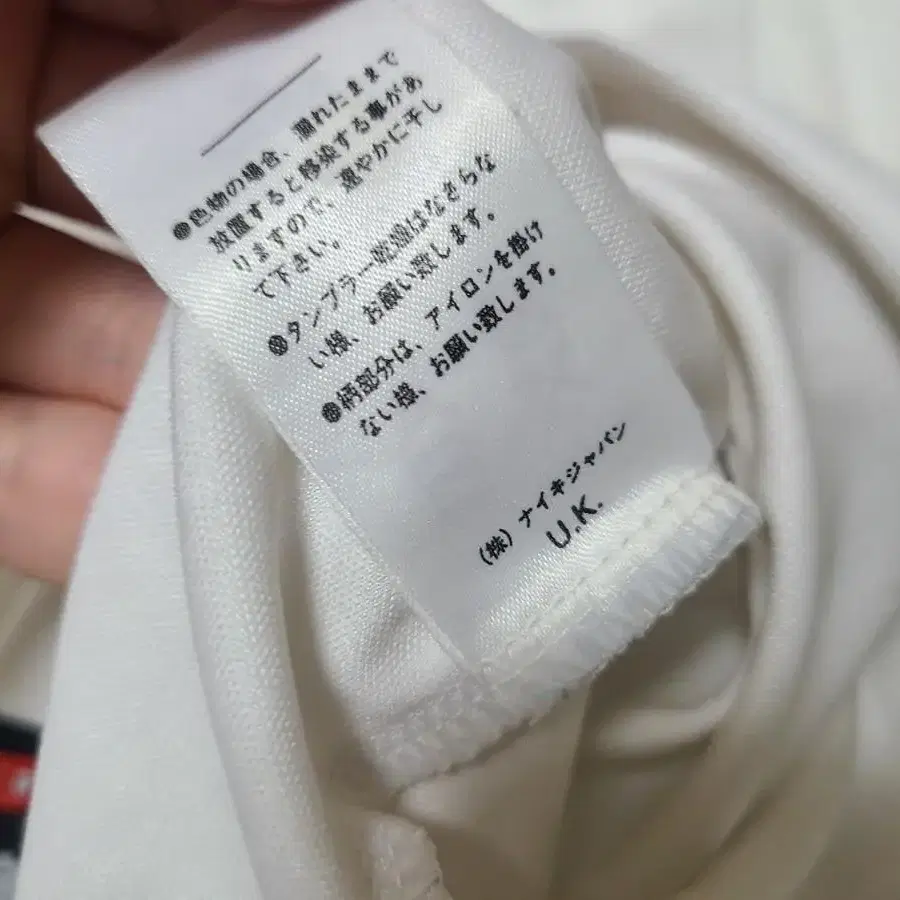 ●色物の場合、濡れたままで
放置すると移染する事があ
りますので、速やかに干し
て下さい。
●タンブラー乾燥はなさらな
い様、お願い致します。
●柄部分は、アイロンを掛け
ない様、お願い致します。
(株) ナイキジャパン
U.K.